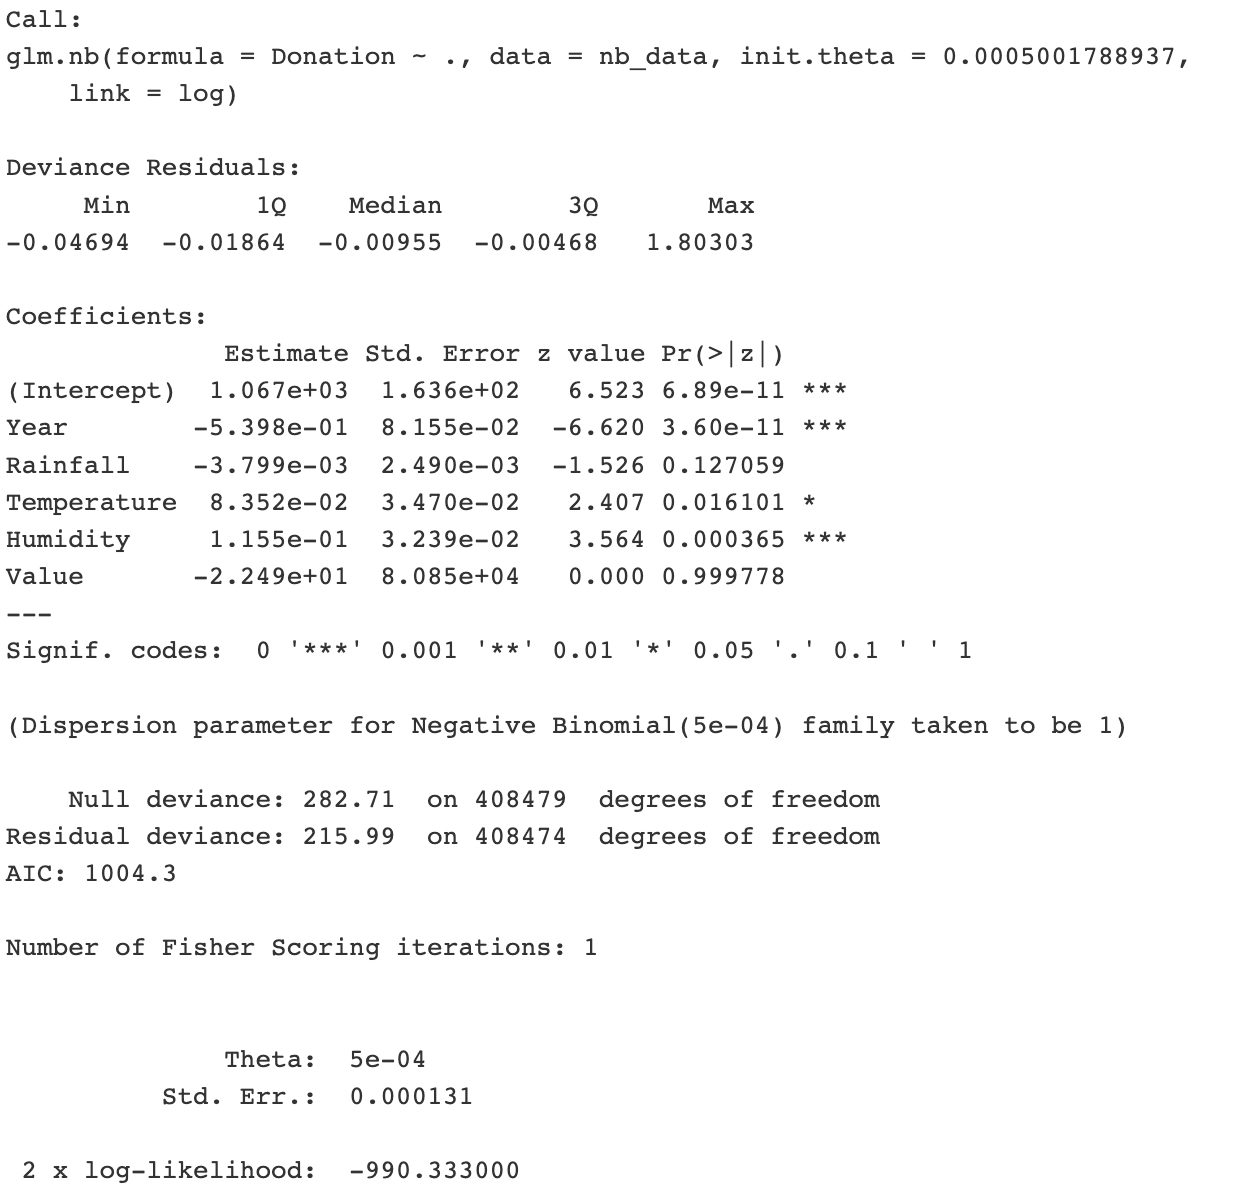 Call:
glm.nb(formula = Donation ~ ., data = nb_data, init.theta = 0.0005001788937,
    link = log)

Deviance Residuals:
     Min        1Q    Median        3Q       Max
-0.04694  -0.01864  -0.00955  -0.00468   1.80303

Coefficients:
              Estimate Std. Error z value Pr(>|z|)
(Intercept)  1.067e+03  1.636e+02   6.523 6.89e-11 ***
Year        -5.398e-01  8.155e-02  -6.620 3.60e-11 ***
Rainfall    -3.799e-03  2.490e-03  -1.526 0.127059
Temperature  8.352e-02  3.470e-02   2.407 0.016101 *
Humidity     1.155e-01  3.239e-02   3.564 0.000365 ***
Value       -2.249e+01  8.085e+04   0.000 0.999778
---
Signif. codes:  0 '***' 0.001 '**' 0.01 '*' 0.05 '.' 0.1 ' ' 1

(Dispersion parameter for Negative Binomial(5e-04) family taken to be 1)

    Null deviance: 282.71  on 408479  degrees of freedom
Residual deviance: 215.99  on 408474  degrees of freedom
AIC: 1004.3

Number of Fisher Scoring iterations: 1


              Theta:  5e-04
          Std. Err.:  0.000131

 2 x log-likelihood:  -990.333000